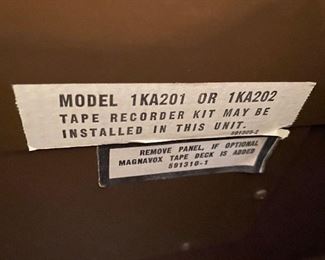 MODEL 1KA201 OR 1KA202
TAPE RECORDER KIT MAY BE
INSTALLED IN THIS UNIT.
REMOVE PANEL, IF OPTIONAL
MAGNAVOX TAPE DECK IS ADDED
591310-1